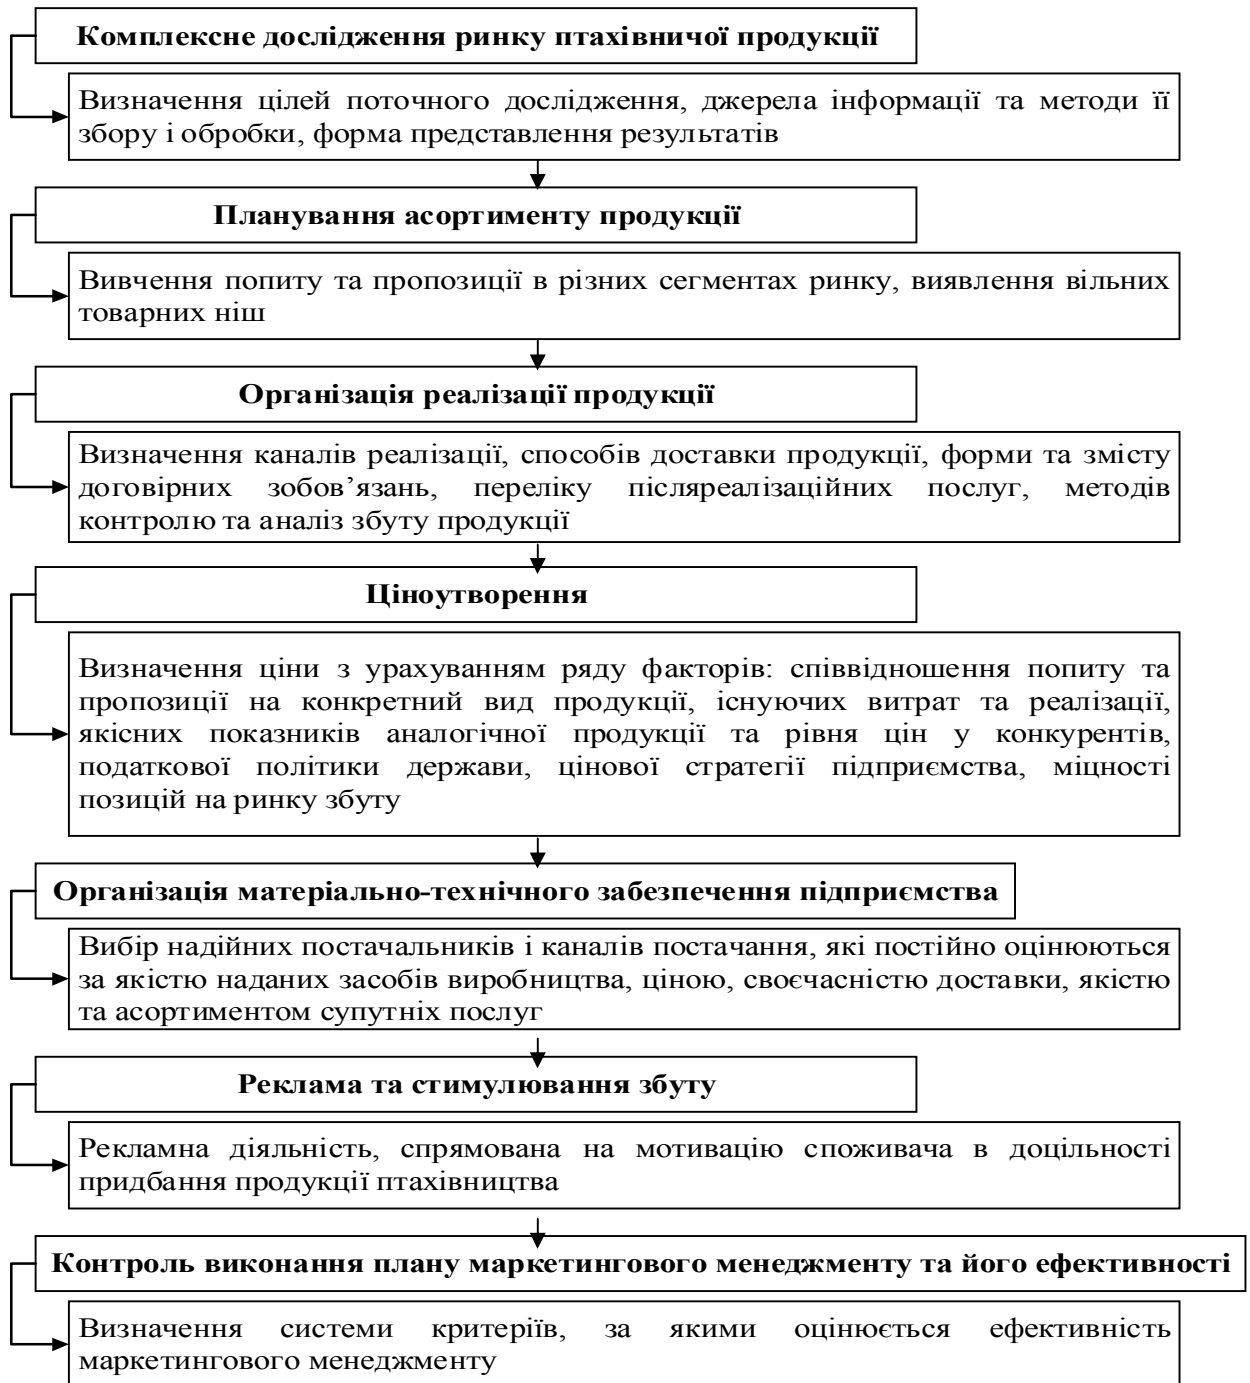 Комплексне дослідження ринку птахівничої продукції
Визначення цілей поточного дослідження, джерела інформації та методи її
збору і обробки, форма представлення результатів
Планування асортименту продукції
Вивчення попиту та пропозиції в різних сегментах ринку, виявлення вільних
товарних ніш
Організація реалізації продукції
Визначення каналів реалізації, способів доставки продукції, форми та змісту
договірних зобов’язань, переліку післяреалізаційних послуг, методів
контролю та аналіз збуту продукції
Ціноутворення
Визначення ціни з урахуванням ряду факторів: співвідношення попиту та
пропозиції на конкретний вид продукції, існуючих витрат та реалізації,
якісних показників аналогічної продукції та рівня цін у конкурентів,
податкової політики держави, цінової стратегії підприємства, міцності
позицій на ринку збуту
Організація матеріально-технічного забезпечення підприємства
Вибір надійних постачальників і каналів постачання, які постійно оцінюються
за якістю наданих засобів виробництва, ціною, своєчасністю доставки, якістю
та асортиментом супутніх послуг
Реклама та стимулювання збуту
Рекламна діяльність, спрямована на мотивацію споживача в доцільності
придбання продукції птахівництва
Контроль виконання плану маркетингового менеджменту та його ефективності
Визначення системи критеріїв, за якими оцінюється ефективність
маркетингового менеджменту